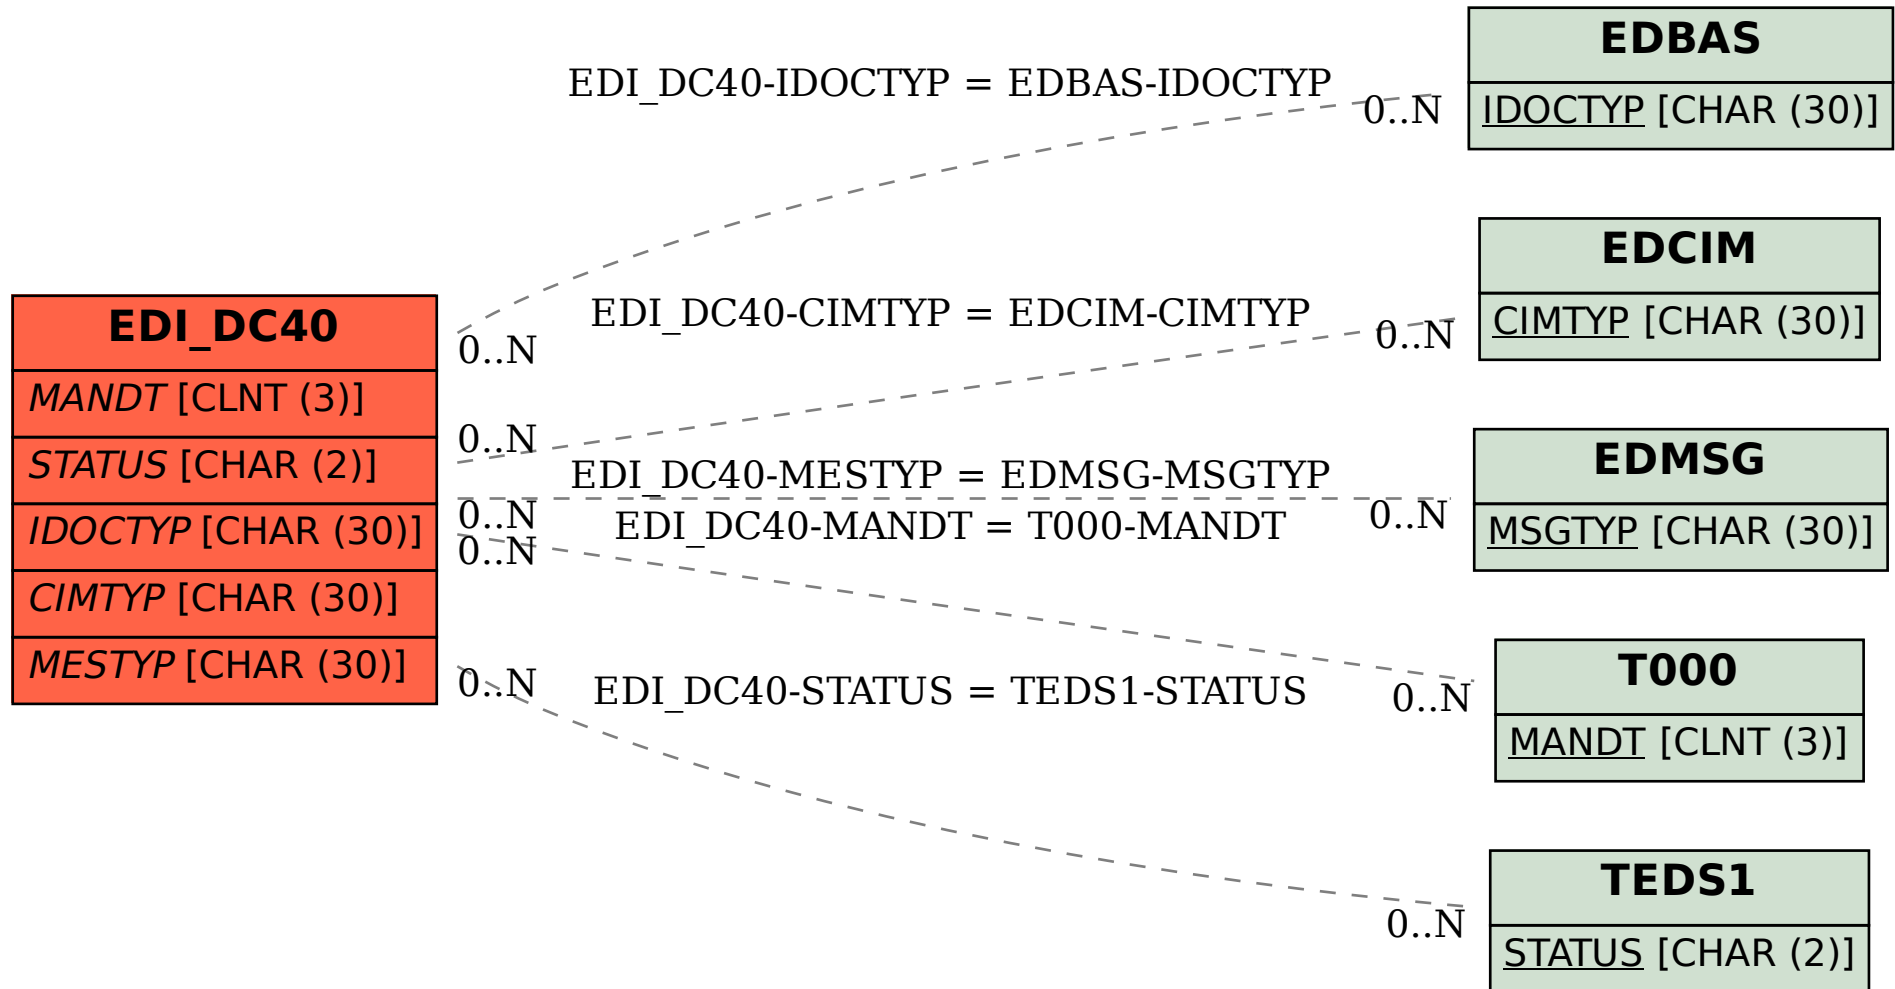 EDI_DC40
MANDT [CLNT (3)]
STATUS [CHAR (2)]
IDOCTYP [CHAR (30)]
CIMTYP [CHAR (30)]
MESTYP [CHAR (30)]
EDI_DC40-IDOCTYP = EDBAS-IDOCTYP
0..N
0..N
EDI_DC40-CIMTYP = EDCIM-CIMTYP
0..N
0..N
EDI_DC40-MESTYP = EDMSG-MSGTYP
0..N
0..N
EDI_DC40-MANDT = T000-MANDT
0..N
0..N
EDI_DC40-STATUS = TEDS1-STATUS
0..N
0..N
EDBAS
IDOCTYP [CHAR (30)]
EDCIM
CIMTYP [CHAR (30)]
EDMSG
MSGTYP [CHAR (30)]
T000
MANDT [CLNT (3)]
TEDS1
STATUS [CHAR (2)]